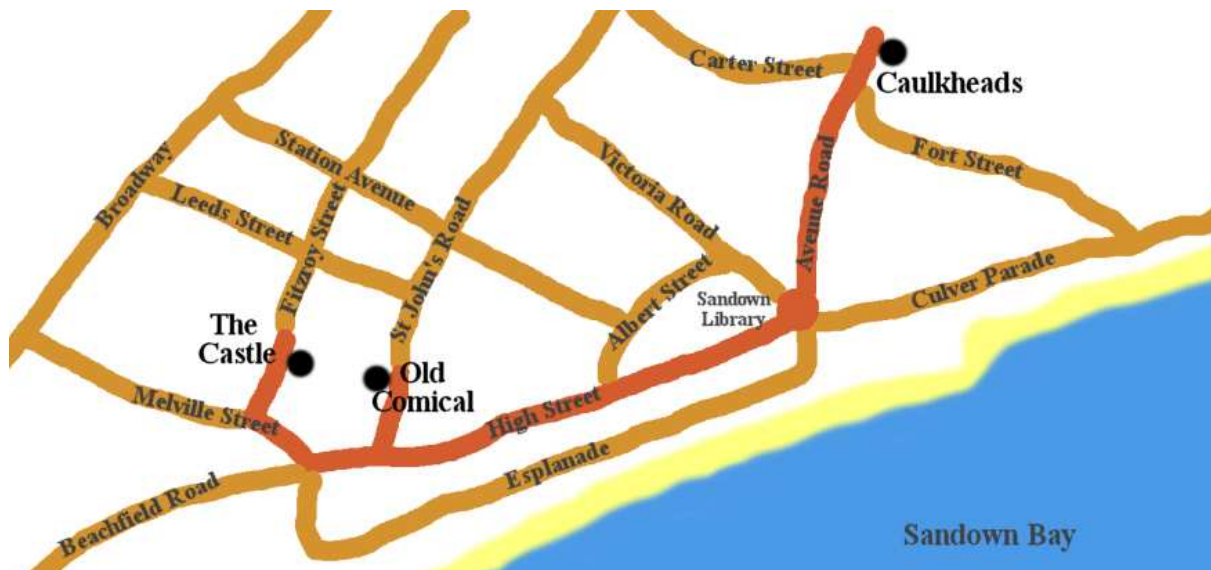 Carter Street
Caulkheads
Broadway
Station Avenue
Victoria Road
Fort Street
Leeds Street
Fitzroy Street
St John's Road
Avenue Road
Albert Street
Sandown
Library
Culver Parade
The
Castle
Old
Comical
Melville Street
High Street
Esplanade
Beachfield Road
Sandown Bay